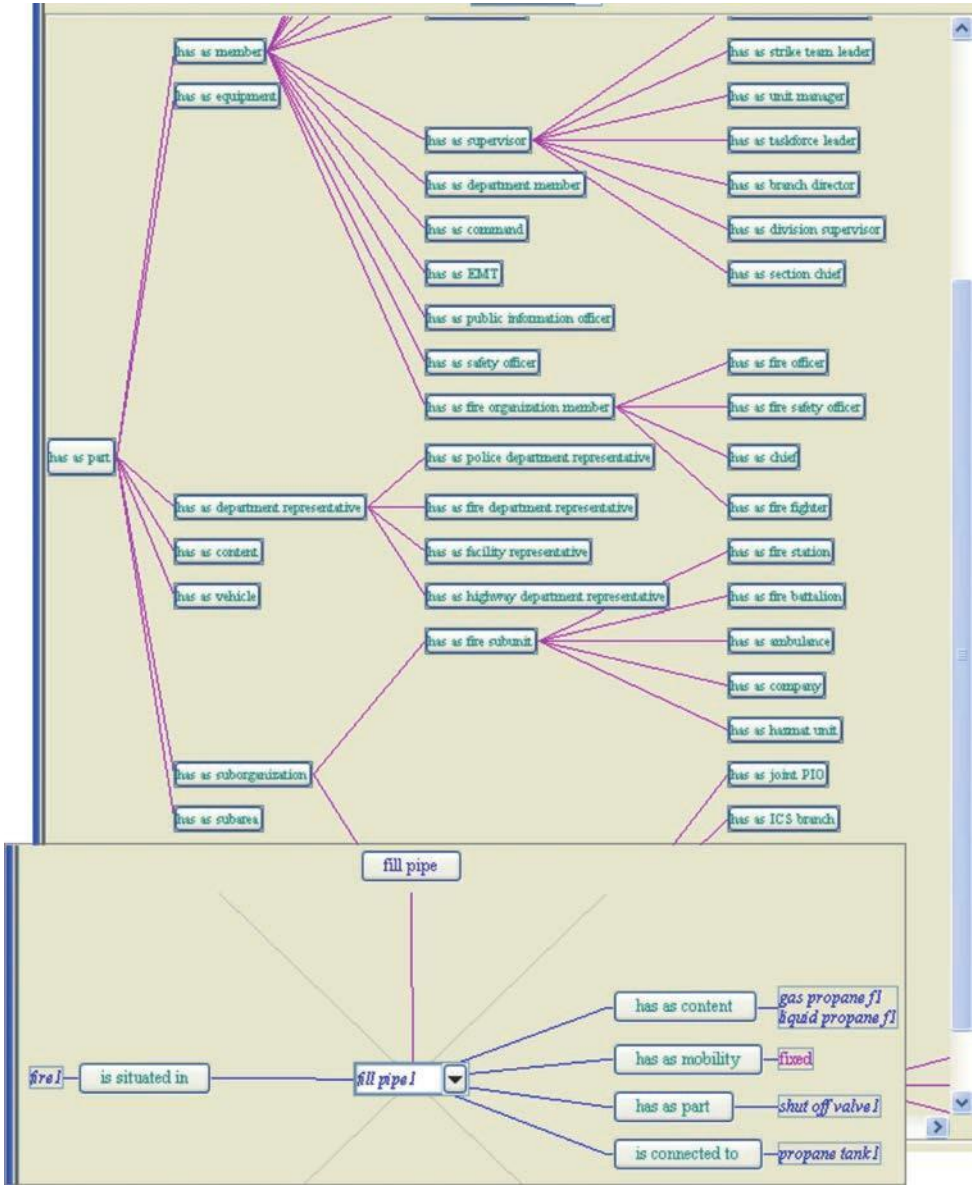 has as member
has as equipment
has as part
has as department representative
has as content
has as vehicle
has as suborganization
has as subarea
has as supervisor
has as department member
has as command
has as EMT
has as public information officer
has as safety officer
has as fire organization member
has as police department representative
has as fire department representative
has as facility representative
has as highway department representative
has as fire subunit
has as strike team leader
has as unit manager
has as taskforce leader
has as branch director
has as division supervisor
has as section chief
has as fire officer
has as fire safety officer
has as chief
has as fire fighter
has as fire station
has as fire battalion
has as ambulance
has as company
has as hazmat unit
has as joint PIO
has as ICS branch
fill pipe
fire1
is situated in
fill pipe1
has as content
gas propane f1
liquid propane f1
has as mobility
fixed
has as part
shut off valve1
is connected to
propane tank1